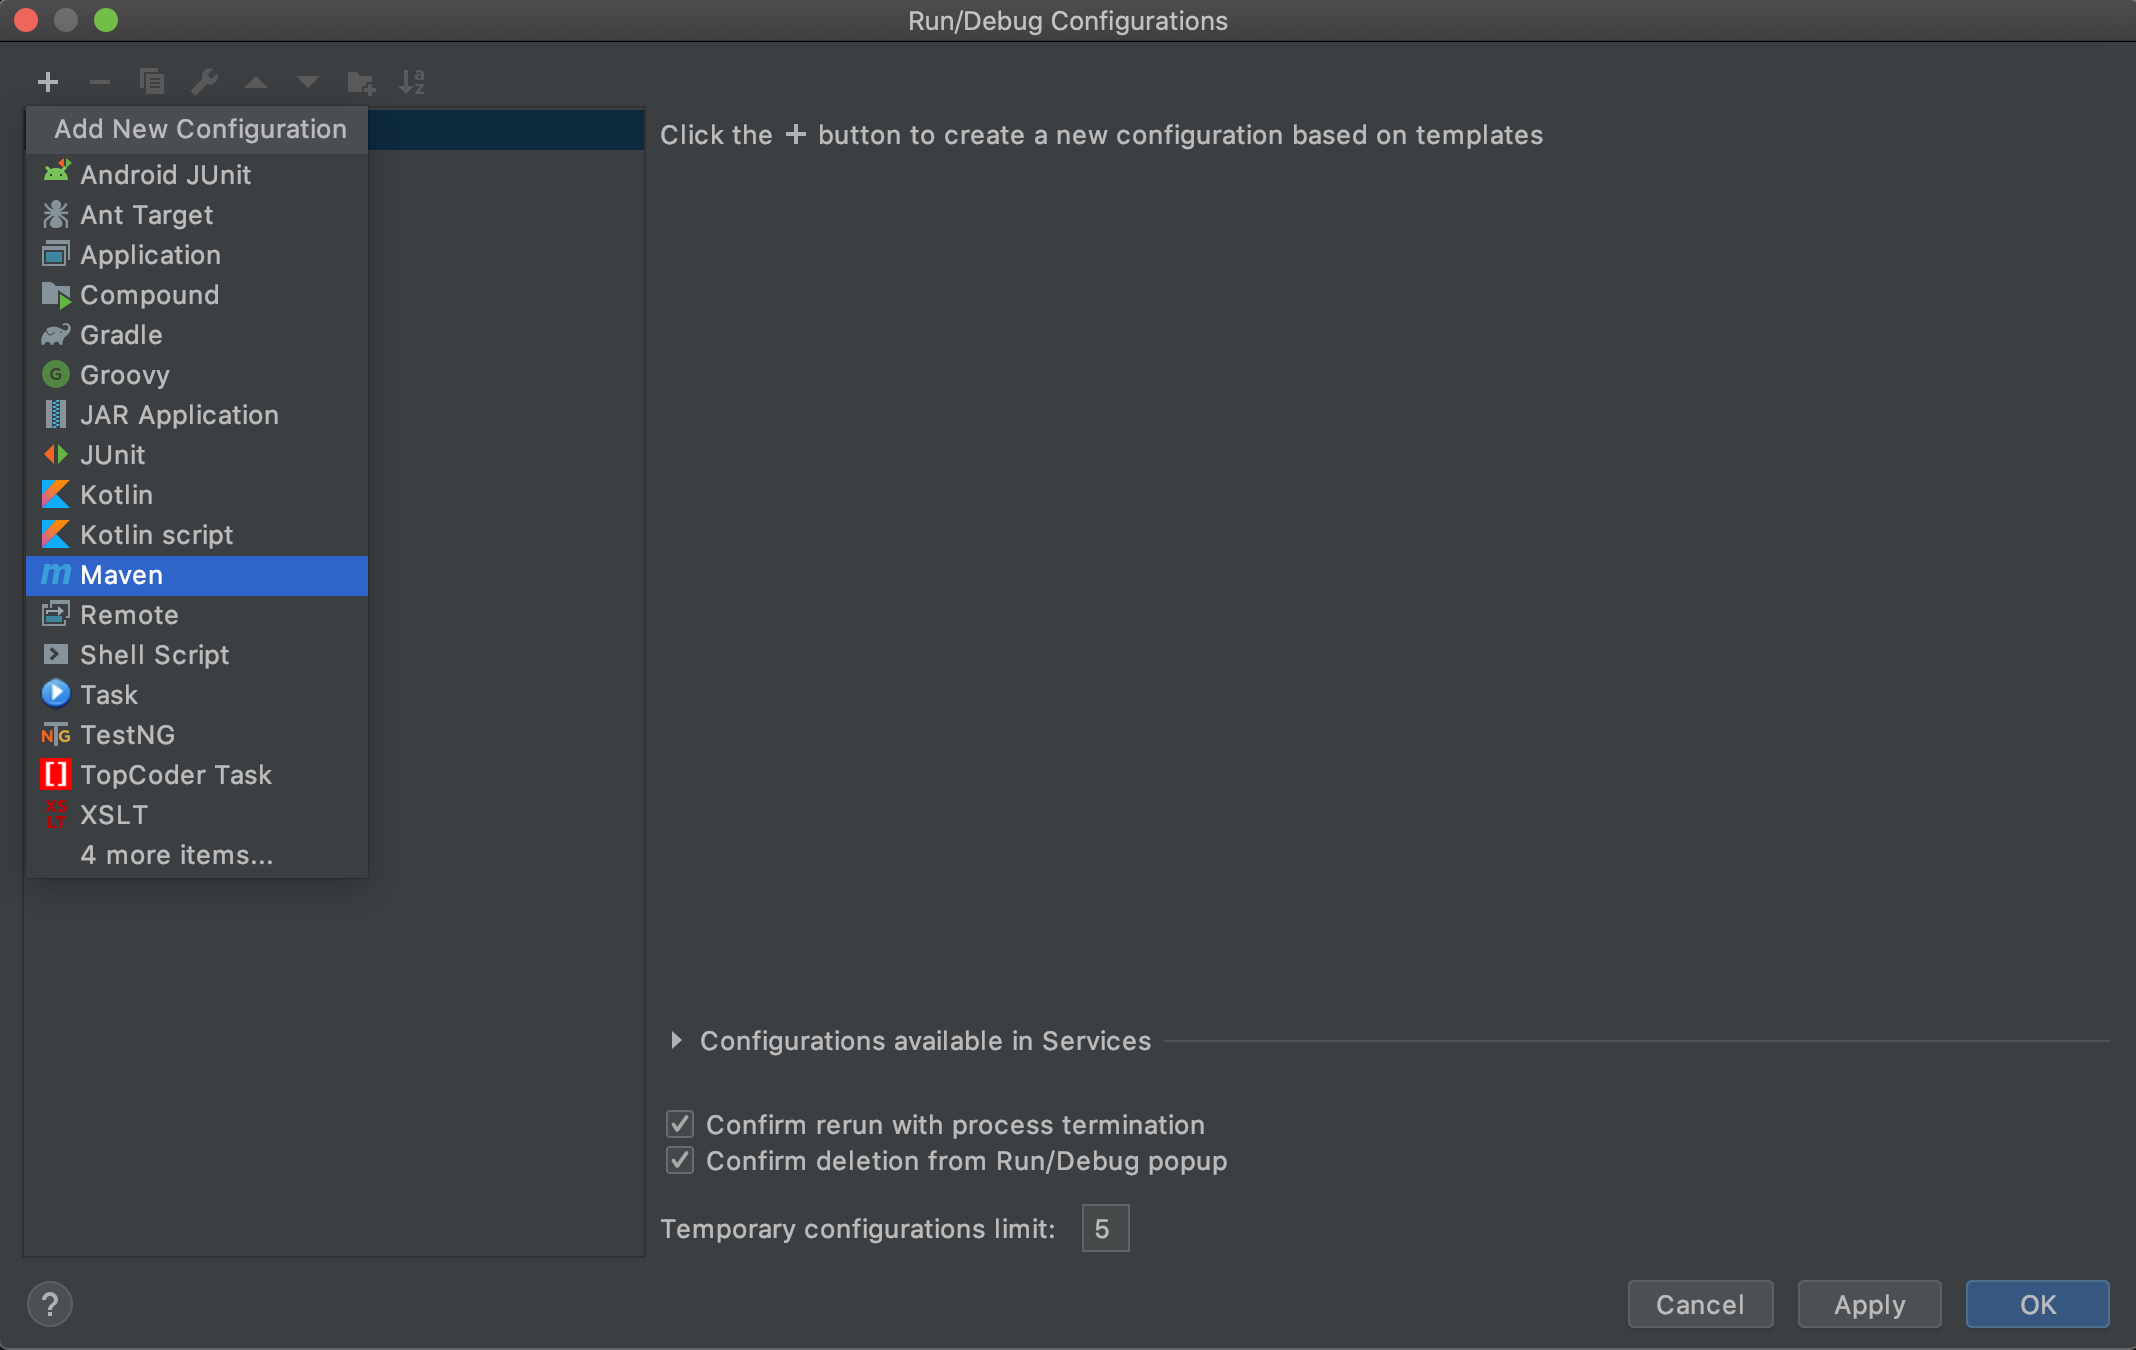 Run/Debug Configurations
Add New Configuration
Click the + button to create a new configuration based on templates
Android JUnit
Ant Target
Application
Compound
Gradle
G Groovy
JAR Application
JUnit
Kotlin
Kotlin script
m Maven
Remote
Shell Script
Task
NTG TestNG
[] TopCoder Task
XS
LT XSLT
4 more items...
Configurations available in Services
Confirm rerun with process termination
Confirm deletion from Run/Debug popup
Temporary configurations limit: 5
? Cancel Apply OK